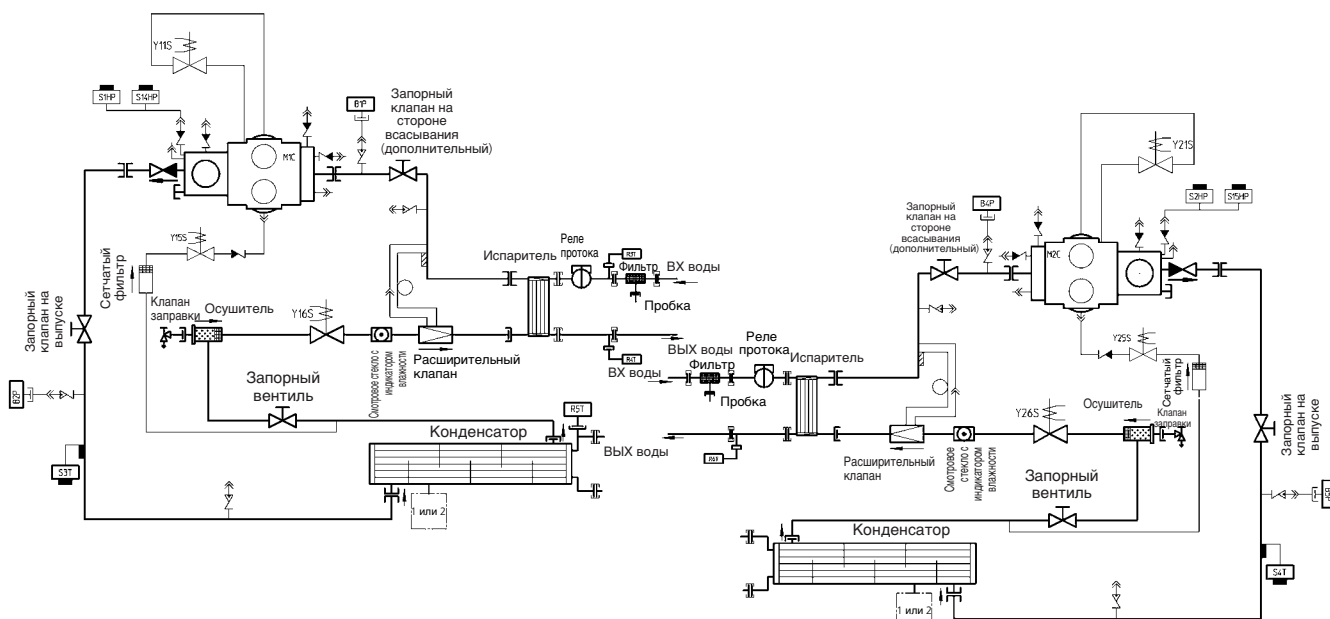 Y11S
S1HP
S14HP
M1C
B1P
Запорный
клапан на
стороне
всасывания
(дополнительный)
Y15S
Сетчатый
фильтр
Запорный
клапан на
выпуске
Клапан
заправки
Осушитель
Y16S
Смотровое стекло с
индикатором
влажности
Расширительный
клапан
Испаритель
Реле
протока
R3T
Фильтр
ВХ воды
Пробка
R4T
ВХ воды
Запорный
вентиль
R5T
Конденсатор
ВЫХ воды
B2P
S3T
1 или 2
Y21S
S2HP
S15HP
B4P
M2C
Запорный
клапан на
стороне
всасывания
(дополнительный)
Y25S
Сетчатый
фильтр
ВЫХ воды
Фильтр
Реле
протока
Испаритель
Пробка
Y26S
Осушитель
Клапан
заправки
Запорный
клапан на
выпуске
Расширительный
клапан
Смотровое
стекло с
индикатором
влажности
Запорный
вентиль
Конденсатор
S4T
1 или 2